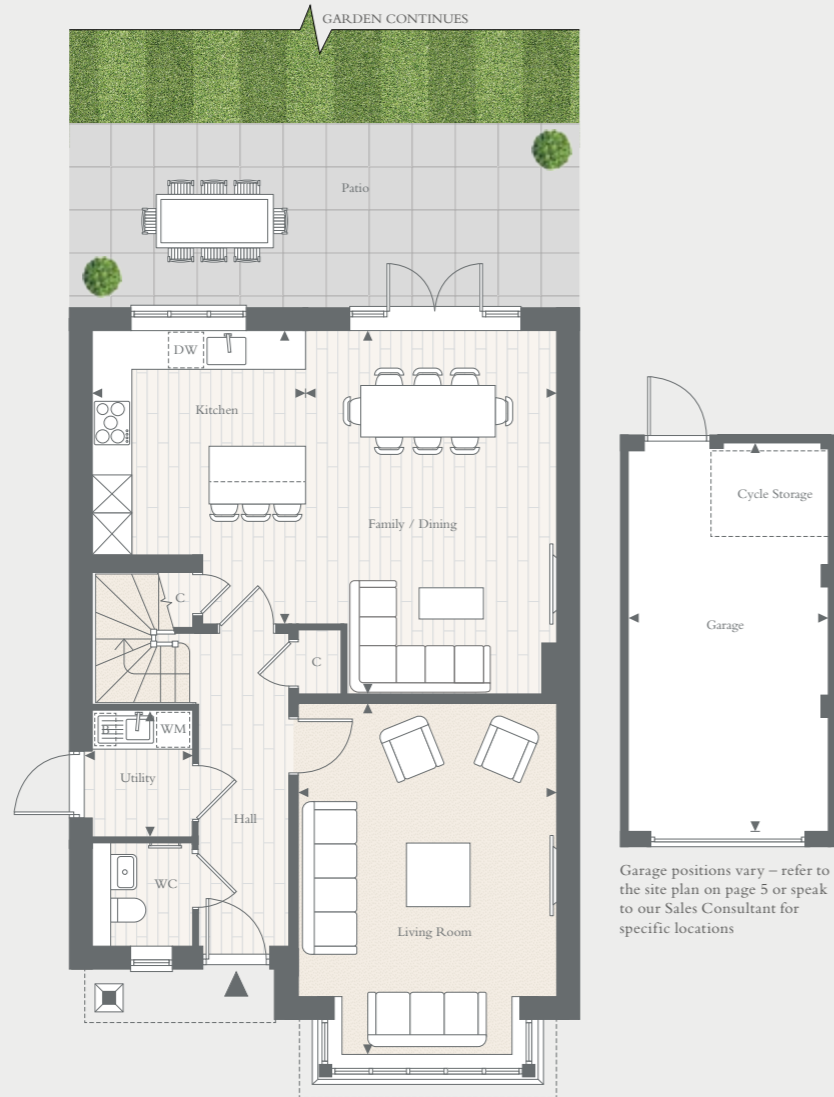 GARDEN CONTINUES
Patio
DW
Kitchen
Family / Dining
C
C
B
WM
Utility
Hall
WC
Living Room
Cycle Storage
Garage
Garage positions vary – refer to
the site plan on page 5 or speak
to our Sales Consultant for
specific locations